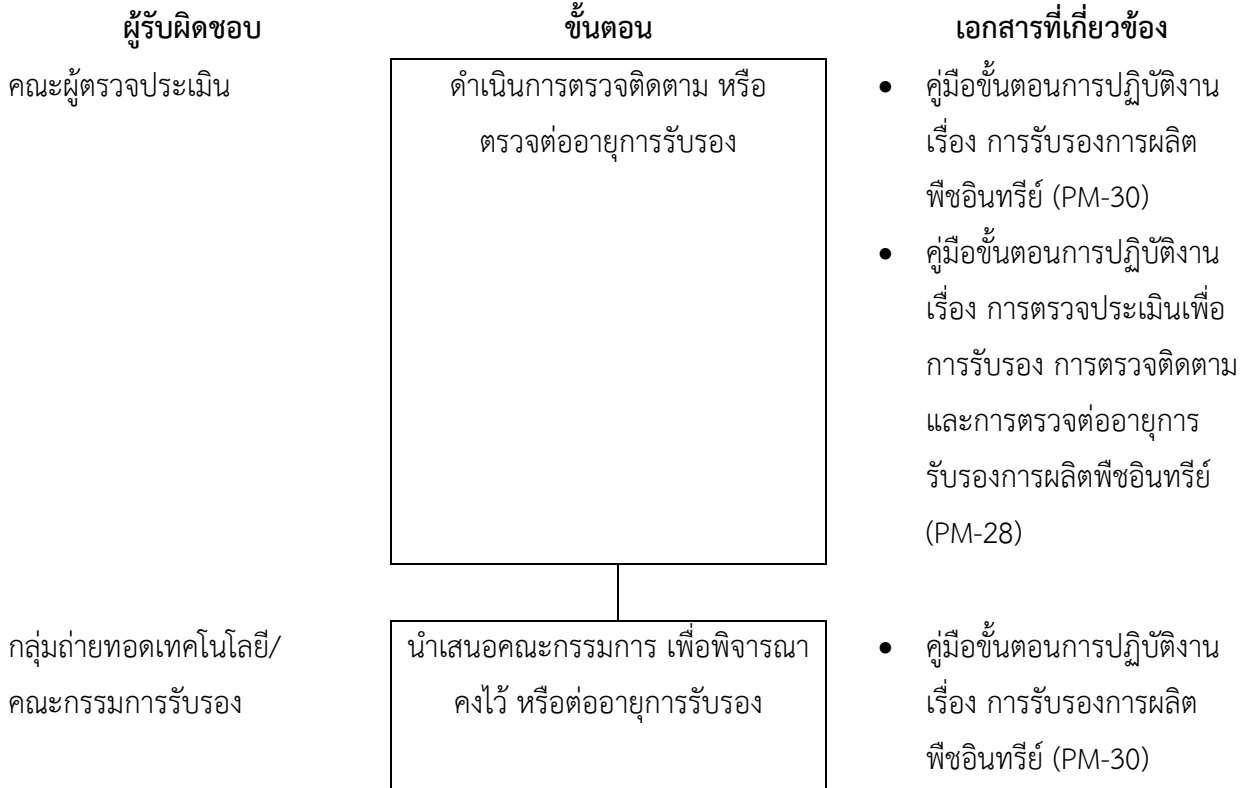 ผู้รับผิดชอบ ขั้นตอน เอกสารที่เกี่ยวข้อง
คณะผู้ตรวจประเมิน
ดำเนินการตรวจติดตาม หรือ
ตรวจต่ออายุการรับรอง
• คู่มือขั้นตอนการปฏิบัติงาน
เรื่อง การรับรองการผลิต
พืชอินทรีย์ (PM-30)
• คู่มือขั้นตอนการปฏิบัติงาน
เรื่อง การตรวจประเมินเพื่อ
การรับรอง การตรวจติดตาม
และการตรวจต่ออายุการ
รับรองการผลิตพืชอินทรีย์
(PM-28)
กลุ่มถ่ายทอดเทคโนโลยี/
คณะกรรมการรับรอง
นำเสนอคณะกรรมการ เพื่อพิจารณา
คงไว้ หรือต่ออายุการรับรอง
• คู่มือขั้นตอนการปฏิบัติงาน
เรื่อง การรับรองการผลิต
พืชอินทรีย์ (PM-30)